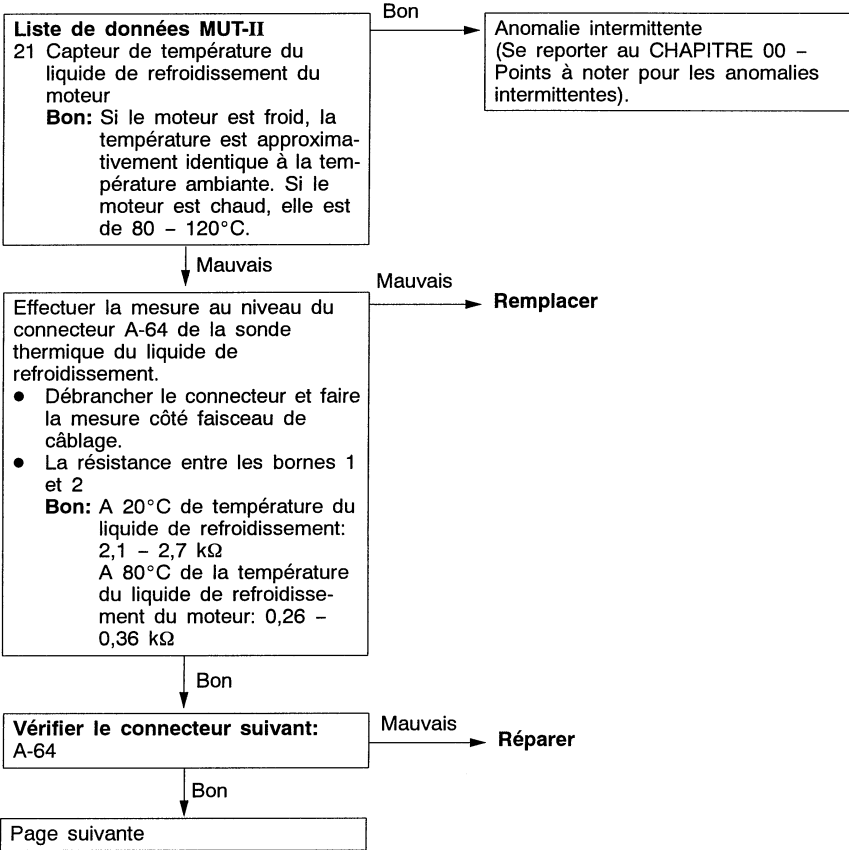 Liste de données MUT-II
21 Capteur de température du
liquide de refroidissement du
moteur
Bon: Si le moteur est froid, la
température est approxima-
tivement identique à la tem-
pérature ambiante. Si le
moteur est chaud, elle est
de 80 – 120°C.
Bon
Anomalie intermittente
(Se reporter au CHAPITRE 00 –
Points à noter pour les anomalies
intermittentes).
Mauvais
Effectuer la mesure au niveau du
connecteur A-64 de la sonde
thermique du liquide de
refroidissement.
● Débrancher le connecteur et faire
la mesure côté faisceau de
câblage.
● La résistance entre les bornes 1
et 2
Bon: A 20°C de température du
liquide de refroidissement:
2,1 – 2,7 kΩ
A 80°C de la température
du liquide de refroidisse-
ment du moteur: 0,26 –
0,36 kΩ
Mauvais
Remplacer
Bon
Vérifier le connecteur suivant:
A-64
Mauvais
Réparer
Bon
Page suivante